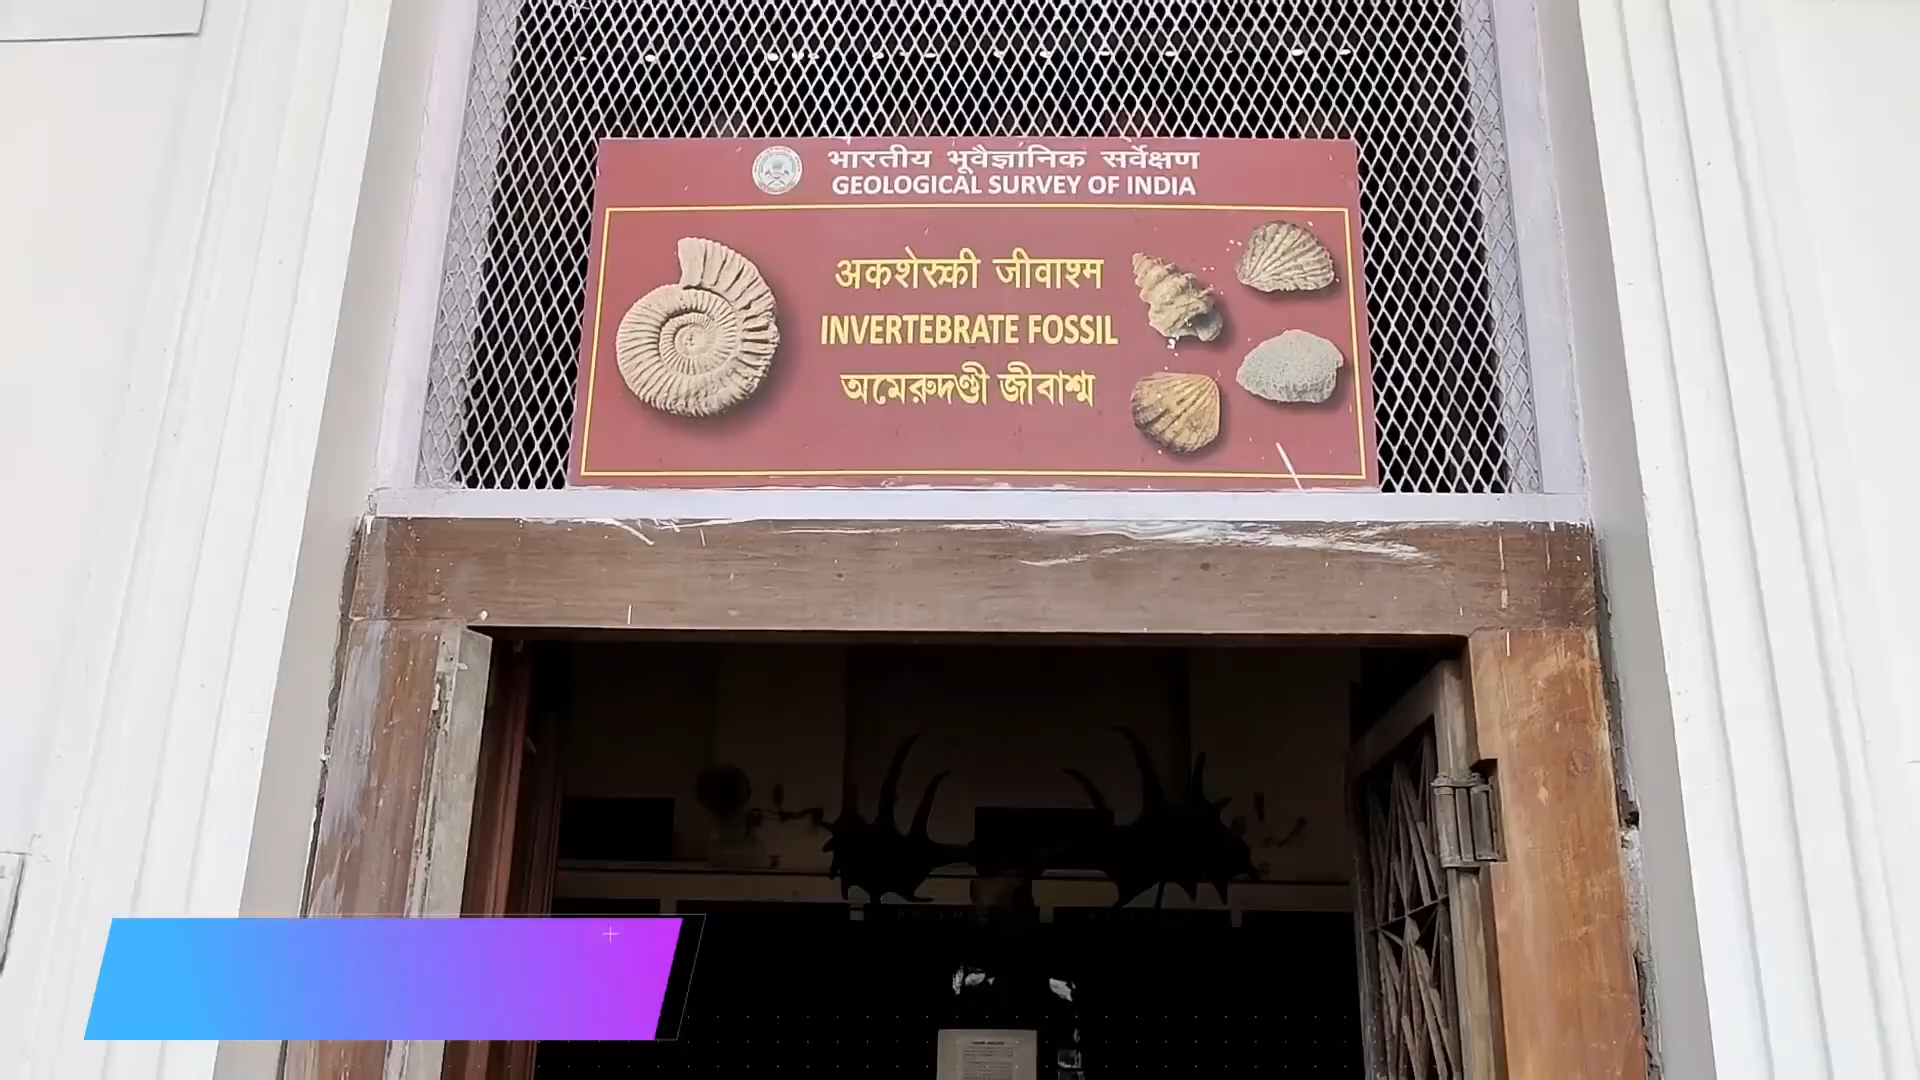 भारतीय भूवैज्ञानिक सर्वेक्षण
GEOLOGICAL SURVEY OF INDIA
अकशेरुकी जीवाश्म
INVERTEBRATE FOSSIL
অমেরুদণ্ডী জীবাশ্ম